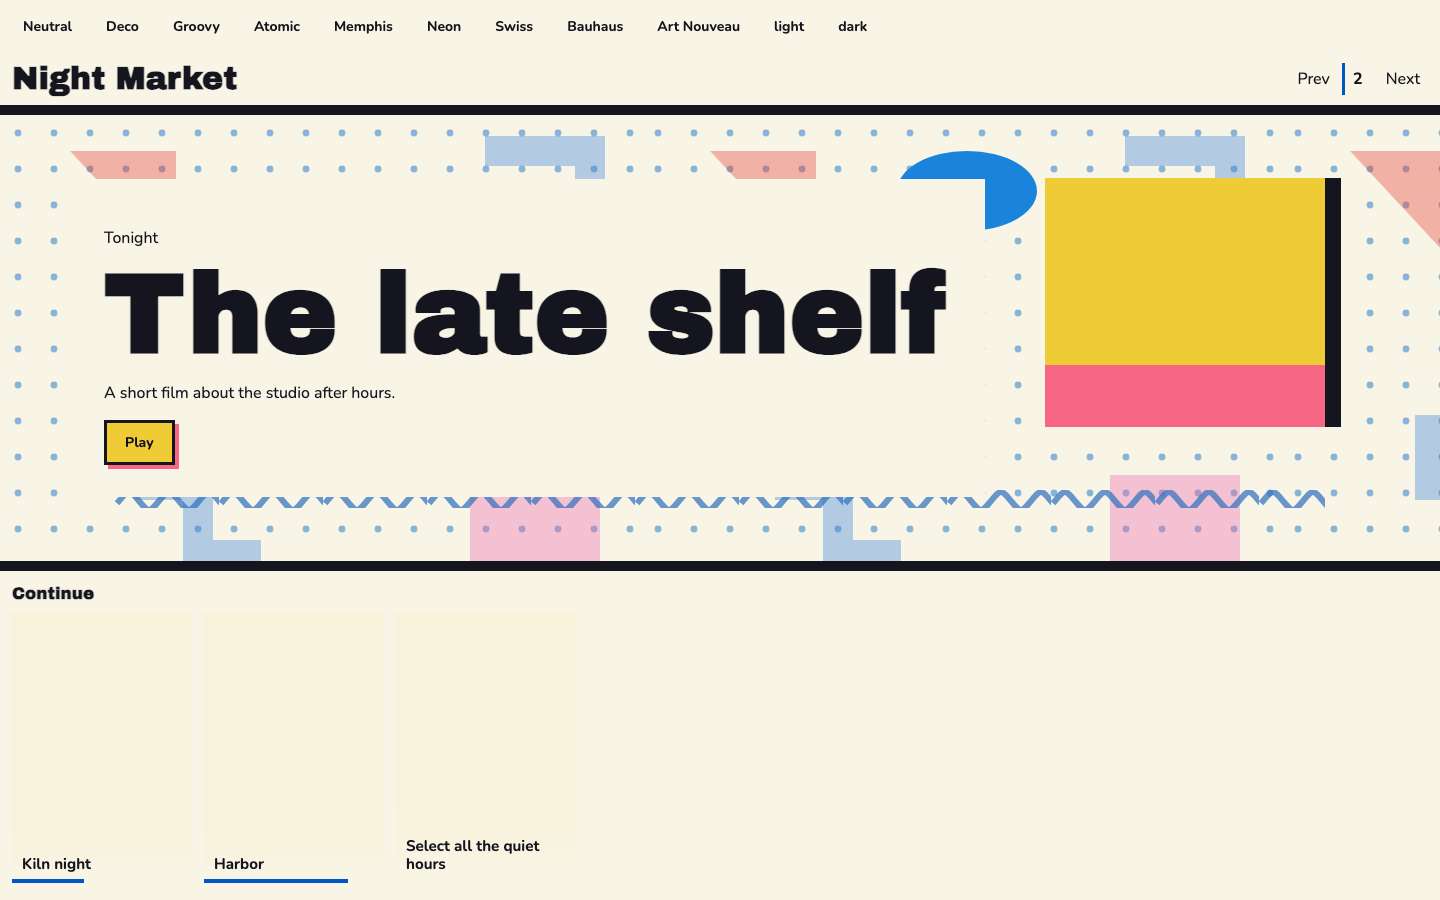 Neutral Deco Groovy Atomic Memphis Neon Swiss Bauhaus Art Nouveau light dark
Night Market
Prev 2 Next
Tonight
The late shelf
A short film about the studio after hours.
Play
Continue
Kiln night
Harbor
Select all the quiet
hours